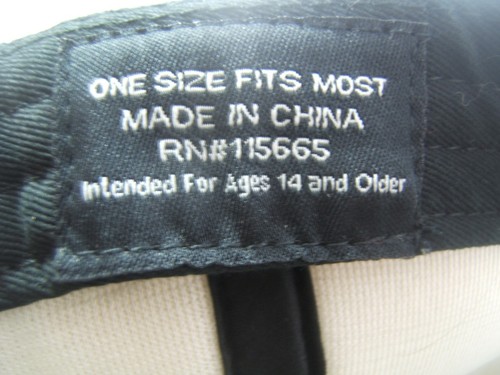 ONE SIZE FITS MOST
MADE IN CHINA
RN#115665
Intended For Ages 14 and Older